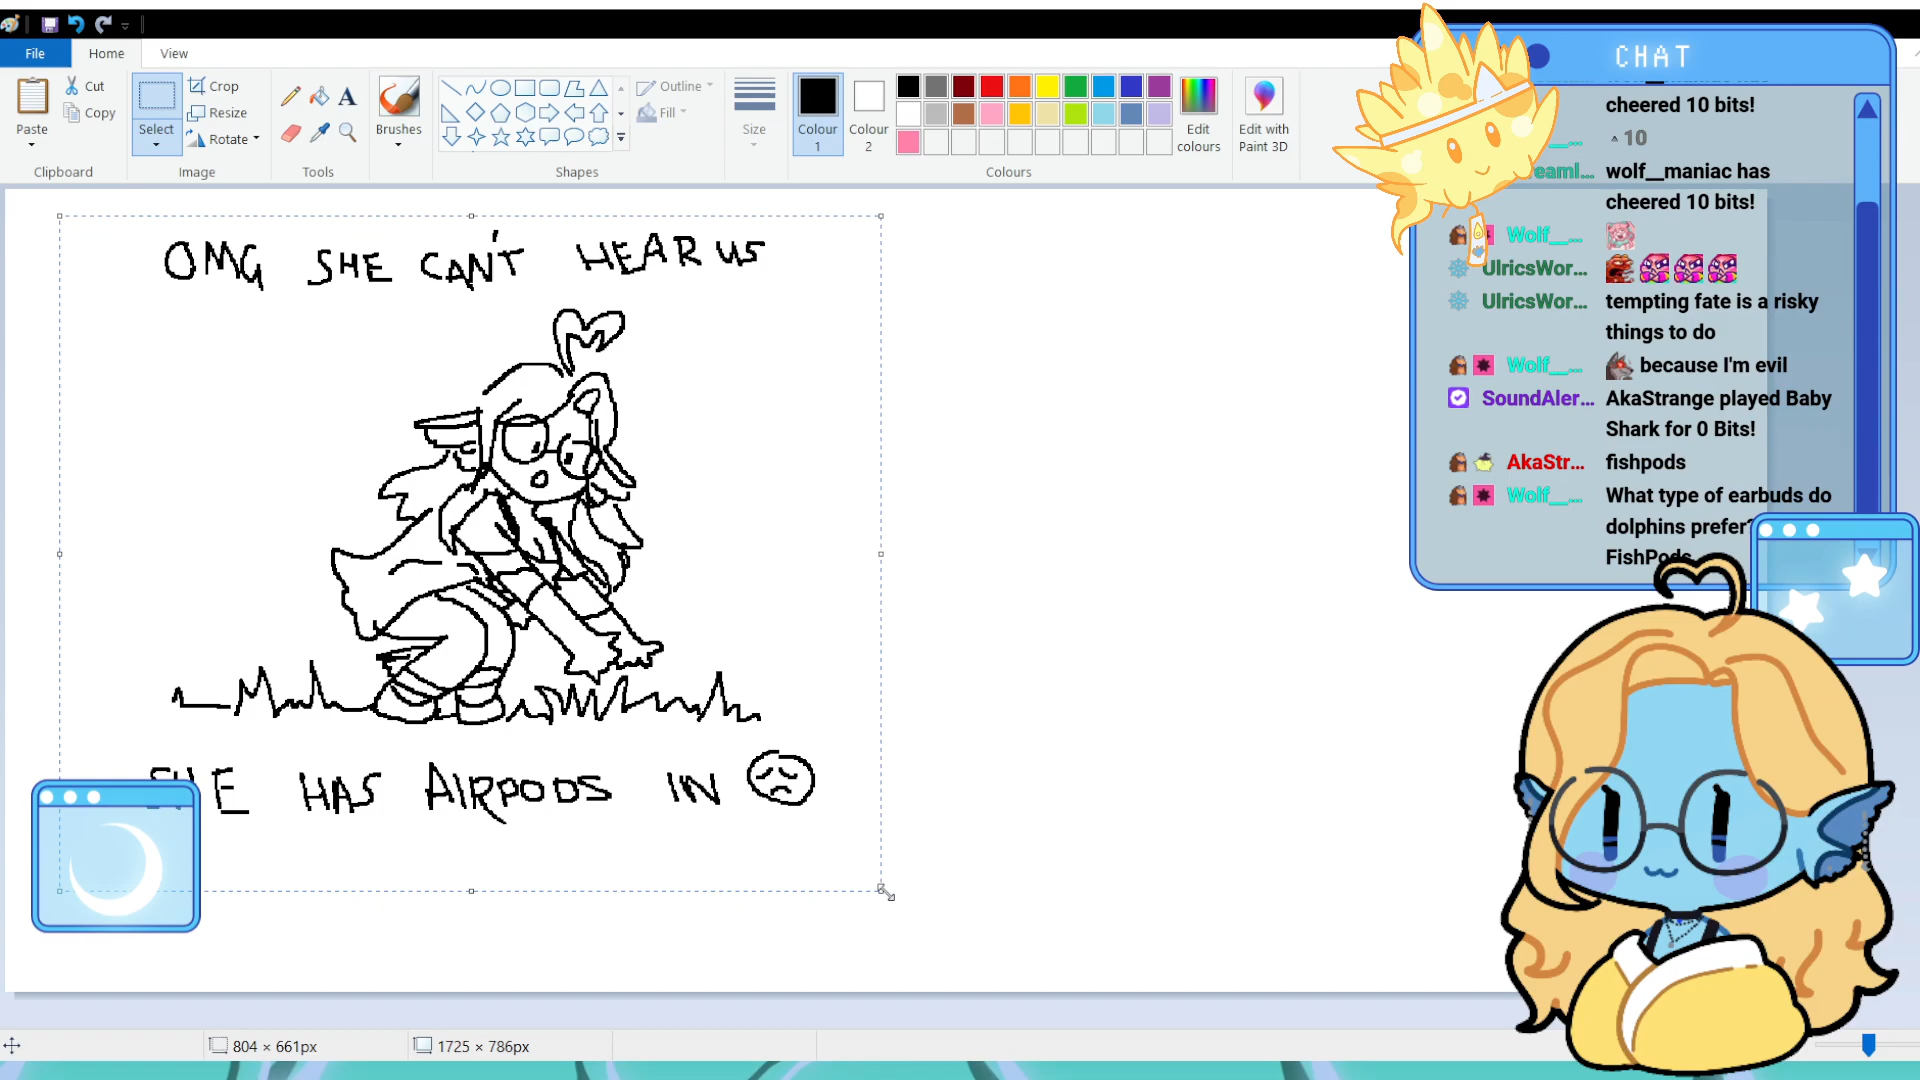 File Home View
Paste Cut Copy Clipboard
Select Crop Resize Rotate Image
Tools
Brushes
Shapes
Outline Fill
Size
Colour 1 Colour 2
Edit colours
Edit with Paint 3D
Colours
OMG SHE CAN'T HEAR US
SHE HAS AIRPODS IN
804 × 661px 1725 × 786px
CHAT
cheered 10 bits!
^ 10
wolf__maniac has
cheered 10 bits!
Wolf__...
UlricsWor...
UlricsWor... tempting fate is a risky
things to do
Wolf__... because I'm evil
SoundAler... AkaStrange played Baby
Shark for 0 Bits!
AkaStr... fishpods
Wolf__... What type of earbuds do
dolphins prefer?
FishPods